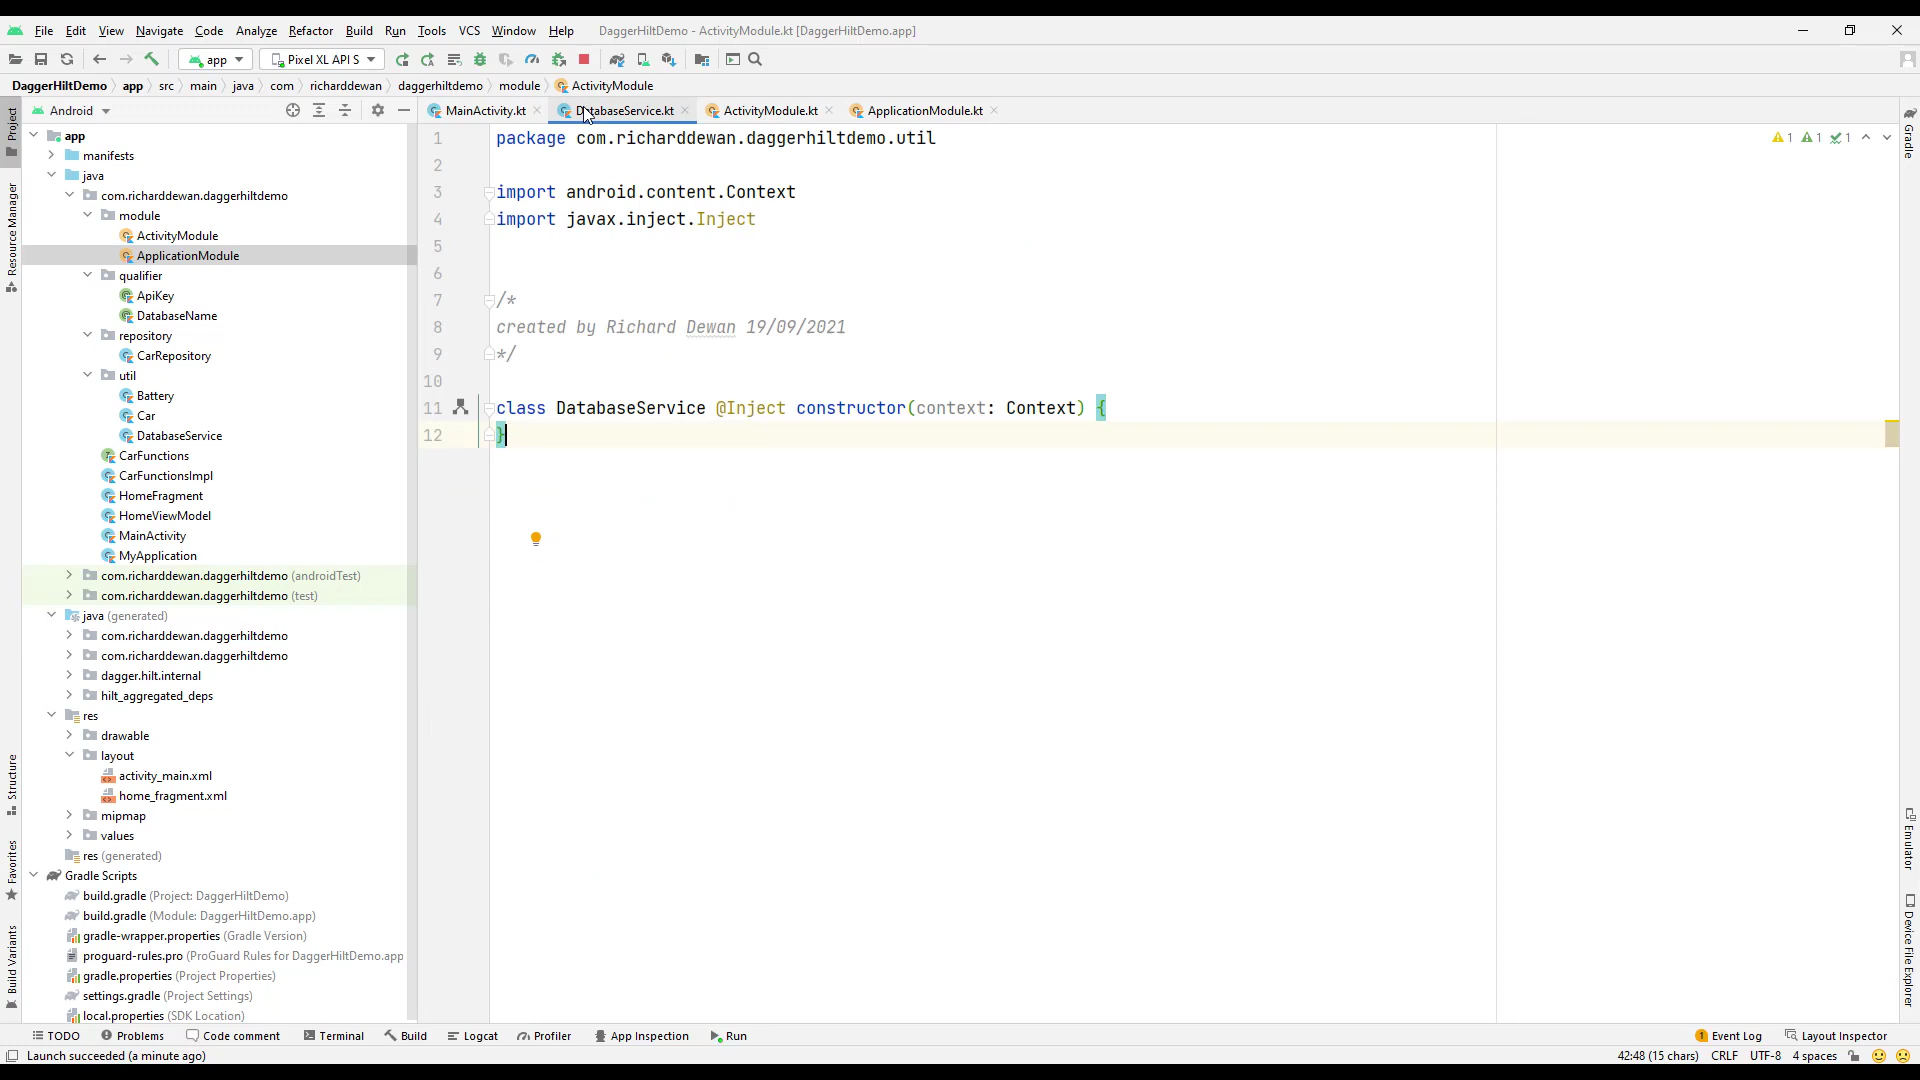 File Edit View Navigate Code Analyze Refactor Build Run Tools VCS Window Help DaggerHiltDemo - ActivityModule.kt [DaggerHiltDemo.app]
app Pixel XL API S
DaggerHiltDemo app src main java com richarddewan daggerhiltdemo module ActivityModule
Android MainActivity.kt DatabaseService.kt ActivityModule.kt ApplicationModule.kt
Project
Resource Manager
Structure
Favorites
Build Variants
app
manifests
java
com.richarddewan.daggerhiltdemo
module
ActivityModule
ApplicationModule
qualifier
ApiKey
DatabaseName
repository
CarRepository
util
Battery
Car
DatabaseService
CarFunctions
CarFunctionsImpl
HomeFragment
HomeViewModel
MainActivity
MyApplication
com.richarddewan.daggerhiltdemo (androidTest)
com.richarddewan.daggerhiltdemo (test)
java (generated)
com.richarddewan.daggerhiltdemo
com.richarddewan.daggerhiltdemo
dagger.hilt.internal
hilt_aggregated_deps
res
drawable
layout
activity_main.xml
home_fragment.xml
mipmap
values
res (generated)
Gradle Scripts
build.gradle (Project: DaggerHiltDemo)
build.gradle (Module: DaggerHiltDemo.app)
gradle-wrapper.properties (Gradle Version)
proguard-rules.pro (ProGuard Rules for DaggerHiltDemo.app
gradle.properties (Project Properties)
settings.gradle (Project Settings)
local.properties (SDK Location)
1 package com.richarddewan.daggerhiltdemo.util
2
3 import android.content.Context
4 import javax.inject.Inject
5
6
7 /*
8 created by Richard Dewan 19/09/2021
9 */
10
11 class DatabaseService @Inject constructor(context: Context) {
12 }
1 1 1
Gradle
Emulator
Device File Explorer
TODO Problems Code comment Terminal Build Logcat Profiler App Inspection Run 1 Event Log Layout Inspector
Launch succeeded (a minute ago) 42:48 (15 chars) CRLF UTF-8 4 spaces